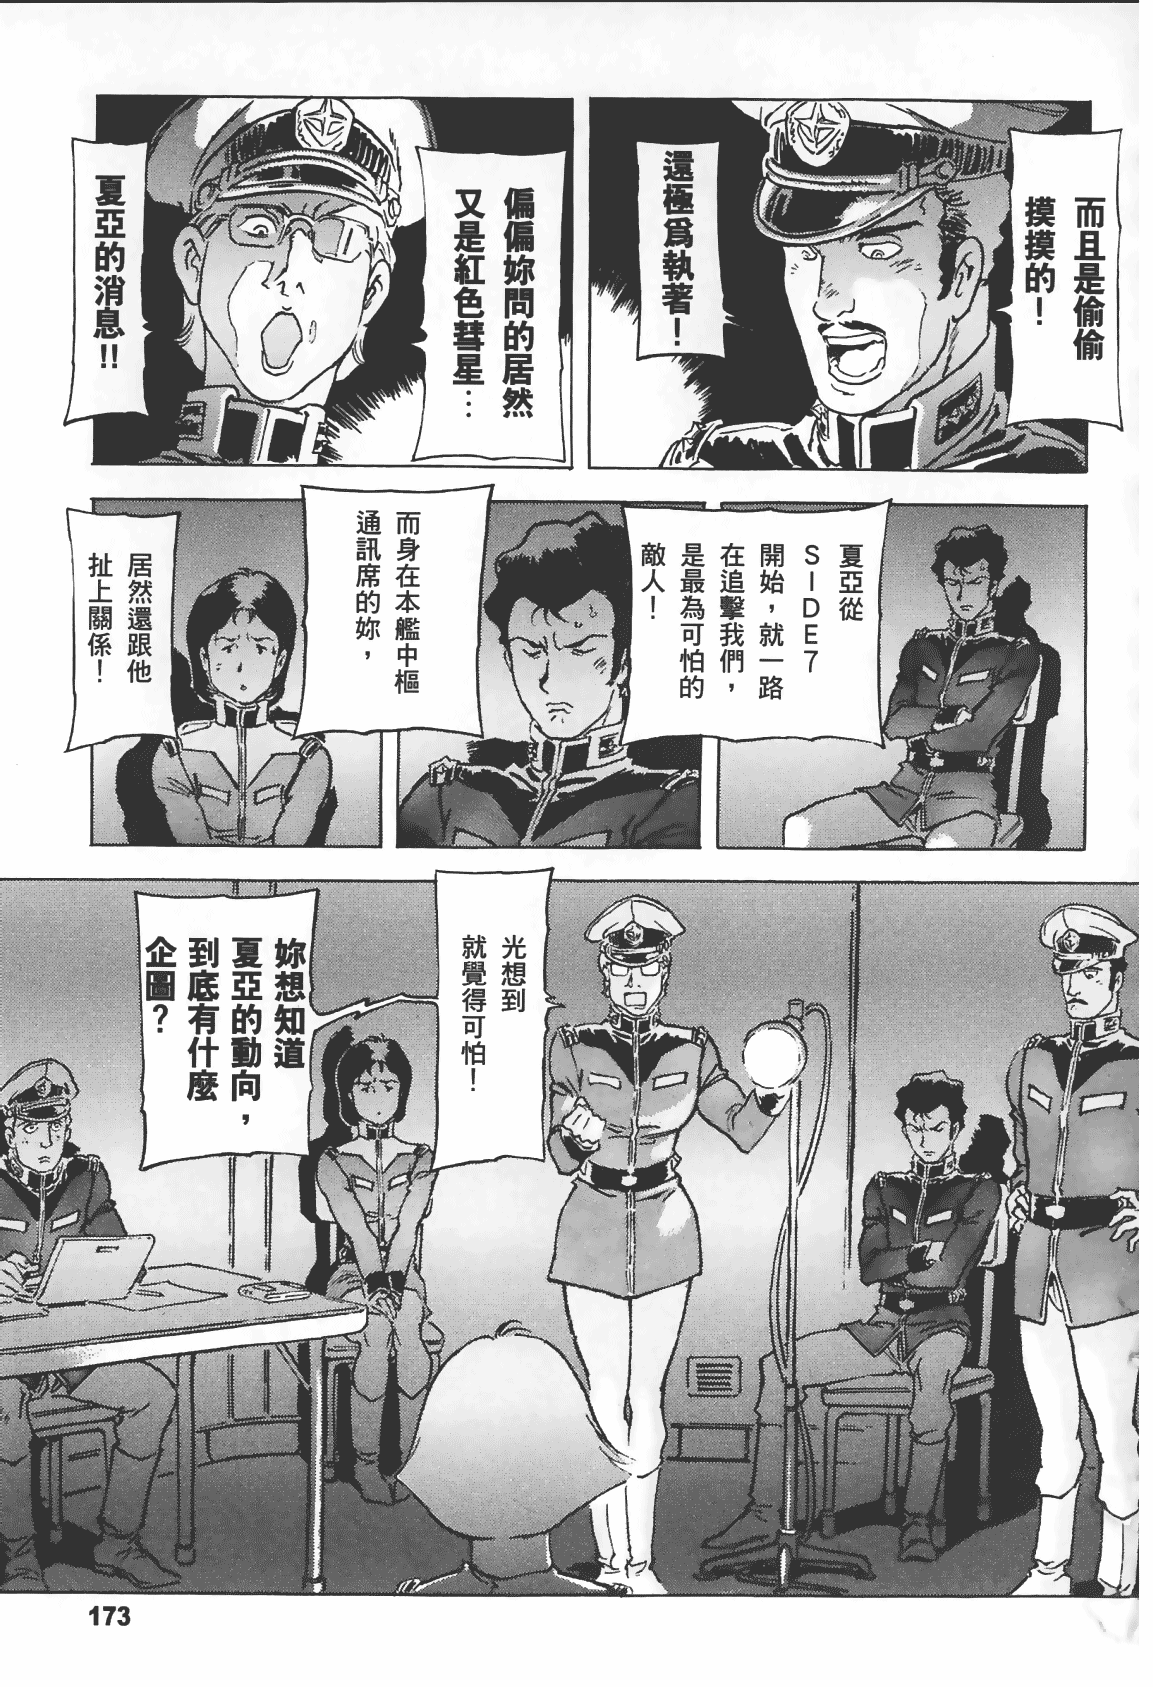 而且是偷偷
摸摸的！
還極爲執著！
偏偏妳問的居然
又是紅色彗星…
夏亞的消息!!
夏亞從
SIDE7
開始，就一路
在追擊我們，
是最為可怕的
敵人！
而身在本艦中樞
通訊席的妳，
居然還跟他
扯上關係！
光想到
就覺得可怕！
妳想知道
夏亞的動向，
到底有什麼
企圖？
173